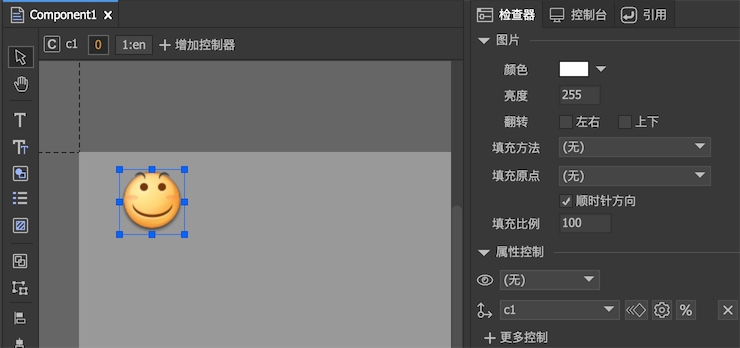 Component1
检查器 控制台 引用
C c1 0 1:en 增加控制器
图片
颜色
亮度 255
翻转 左右 上下
填充方法 (无)
填充原点 (无)
顺时针方向
填充比例 100
属性控制
(无)
c1 %
更多控制